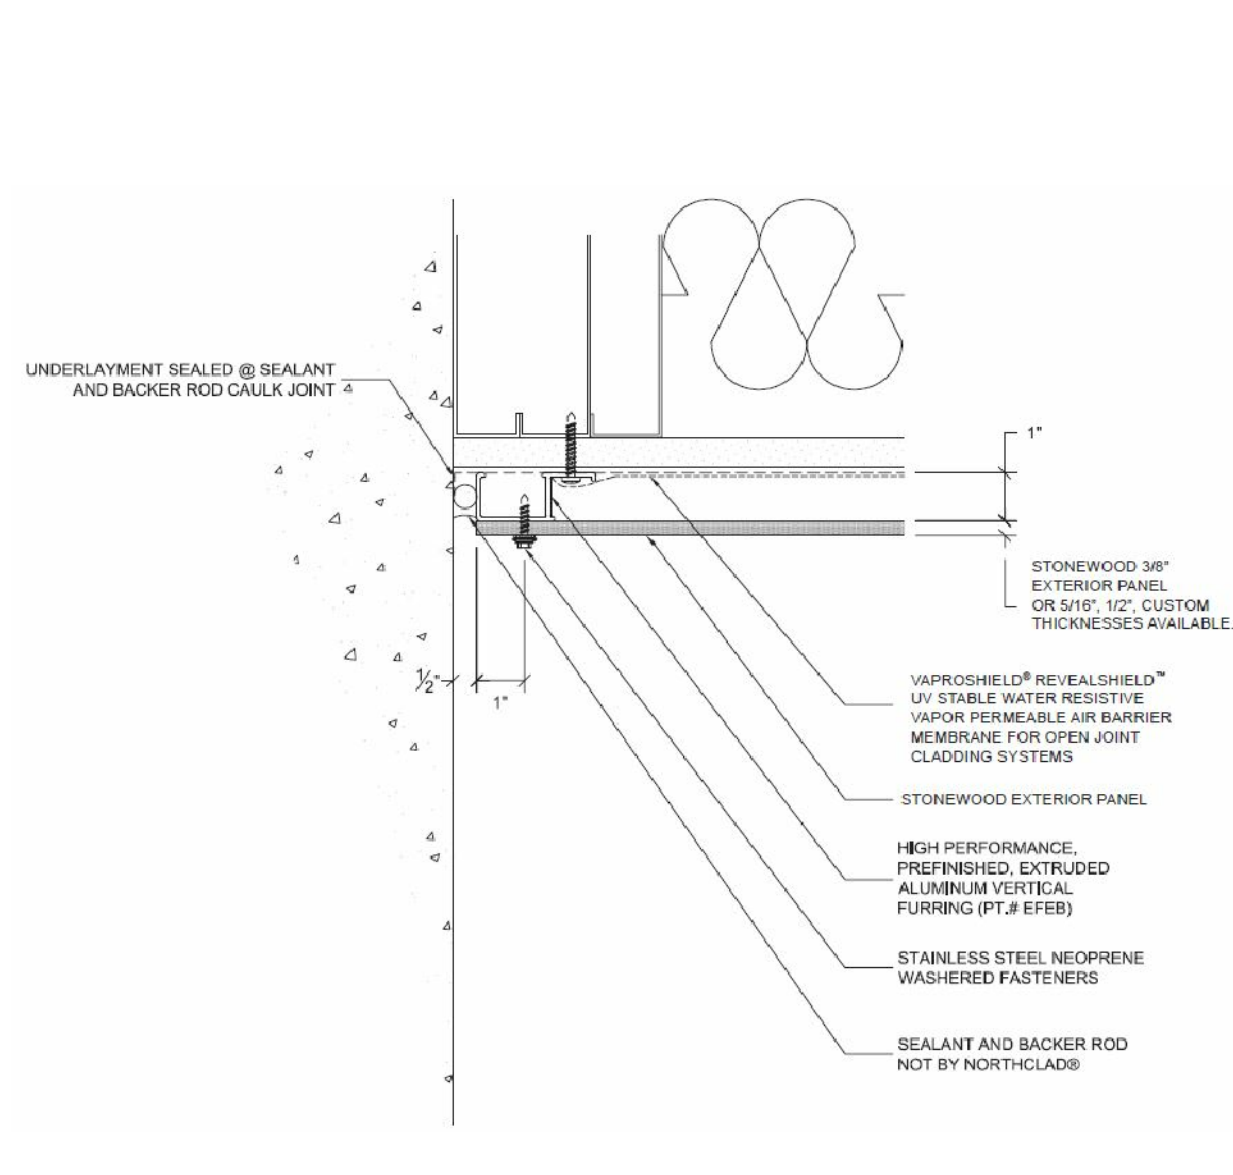 UNDERLAYMENT SEALED @ SEALANT
AND BACKER ROD CAULK JOINT
1"
STONEWOOD 3/8"
EXTERIOR PANEL
OR 5/16", 1/2", CUSTOM
THICKNESSES AVAILABLE.
1/2"
1"
VAPROSHIELD® REVEALSHIELD™
UV STABLE WATER RESISTIVE
VAPOR PERMEABLE AIR BARRIER
MEMBRANE FOR OPEN JOINT
CLADDING SYSTEMS
STONEWOOD EXTERIOR PANEL
HIGH PERFORMANCE,
PREFINISHED, EXTRUDED
ALUMINUM VERTICAL
FURRING (PT.# EFEB)
STAINLESS STEEL NEOPRENE
WASHERED FASTENERS
SEALANT AND BACKER ROD
NOT BY NORTHCLAD®